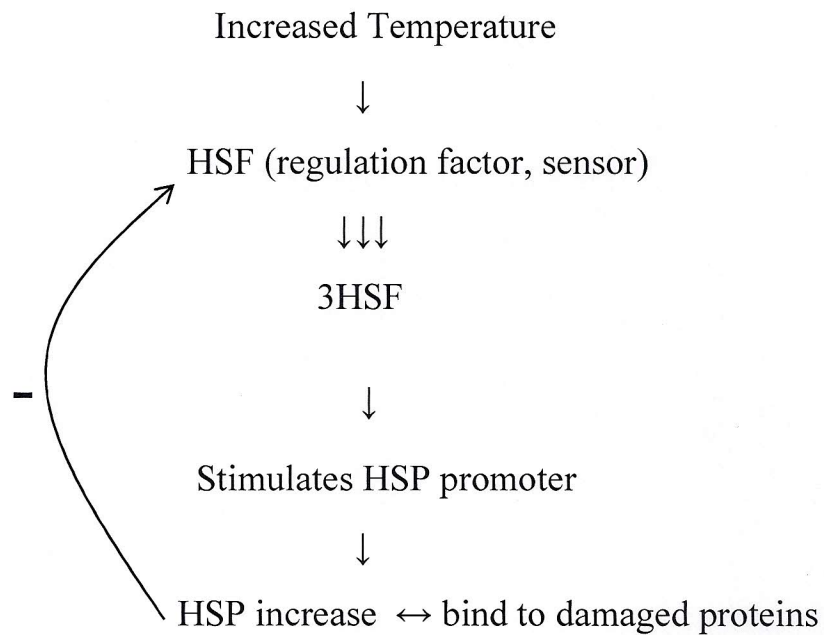 Increased Temperature
↓
HSF (regulation factor, sensor)
↓↓↓
3HSF
↓
-
Stimulates HSP promoter
↓
HSP increase ↔ bind to damaged proteins